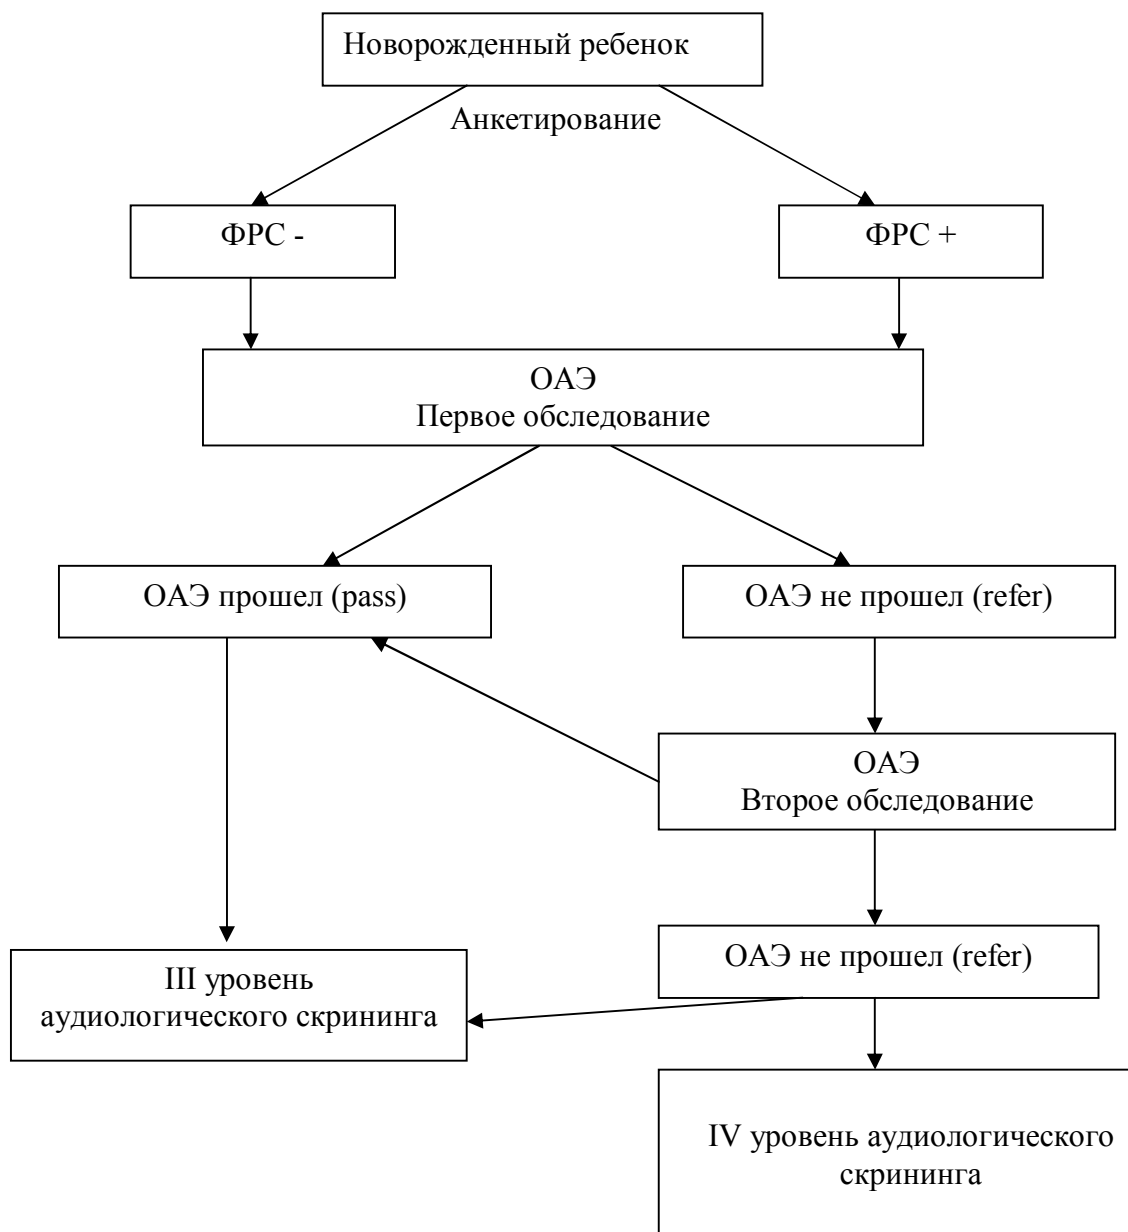 Новорожденный ребенок
Анкетирование
ФРС -
ФРС +
ОАЭ
Первое обследование
ОАЭ прошел (pass)
ОАЭ не прошел (refer)
ОАЭ
Второе обследование
ОАЭ не прошел (refer)
III уровень
аудиологического скрининга
IV уровень аудиологического
скрининга